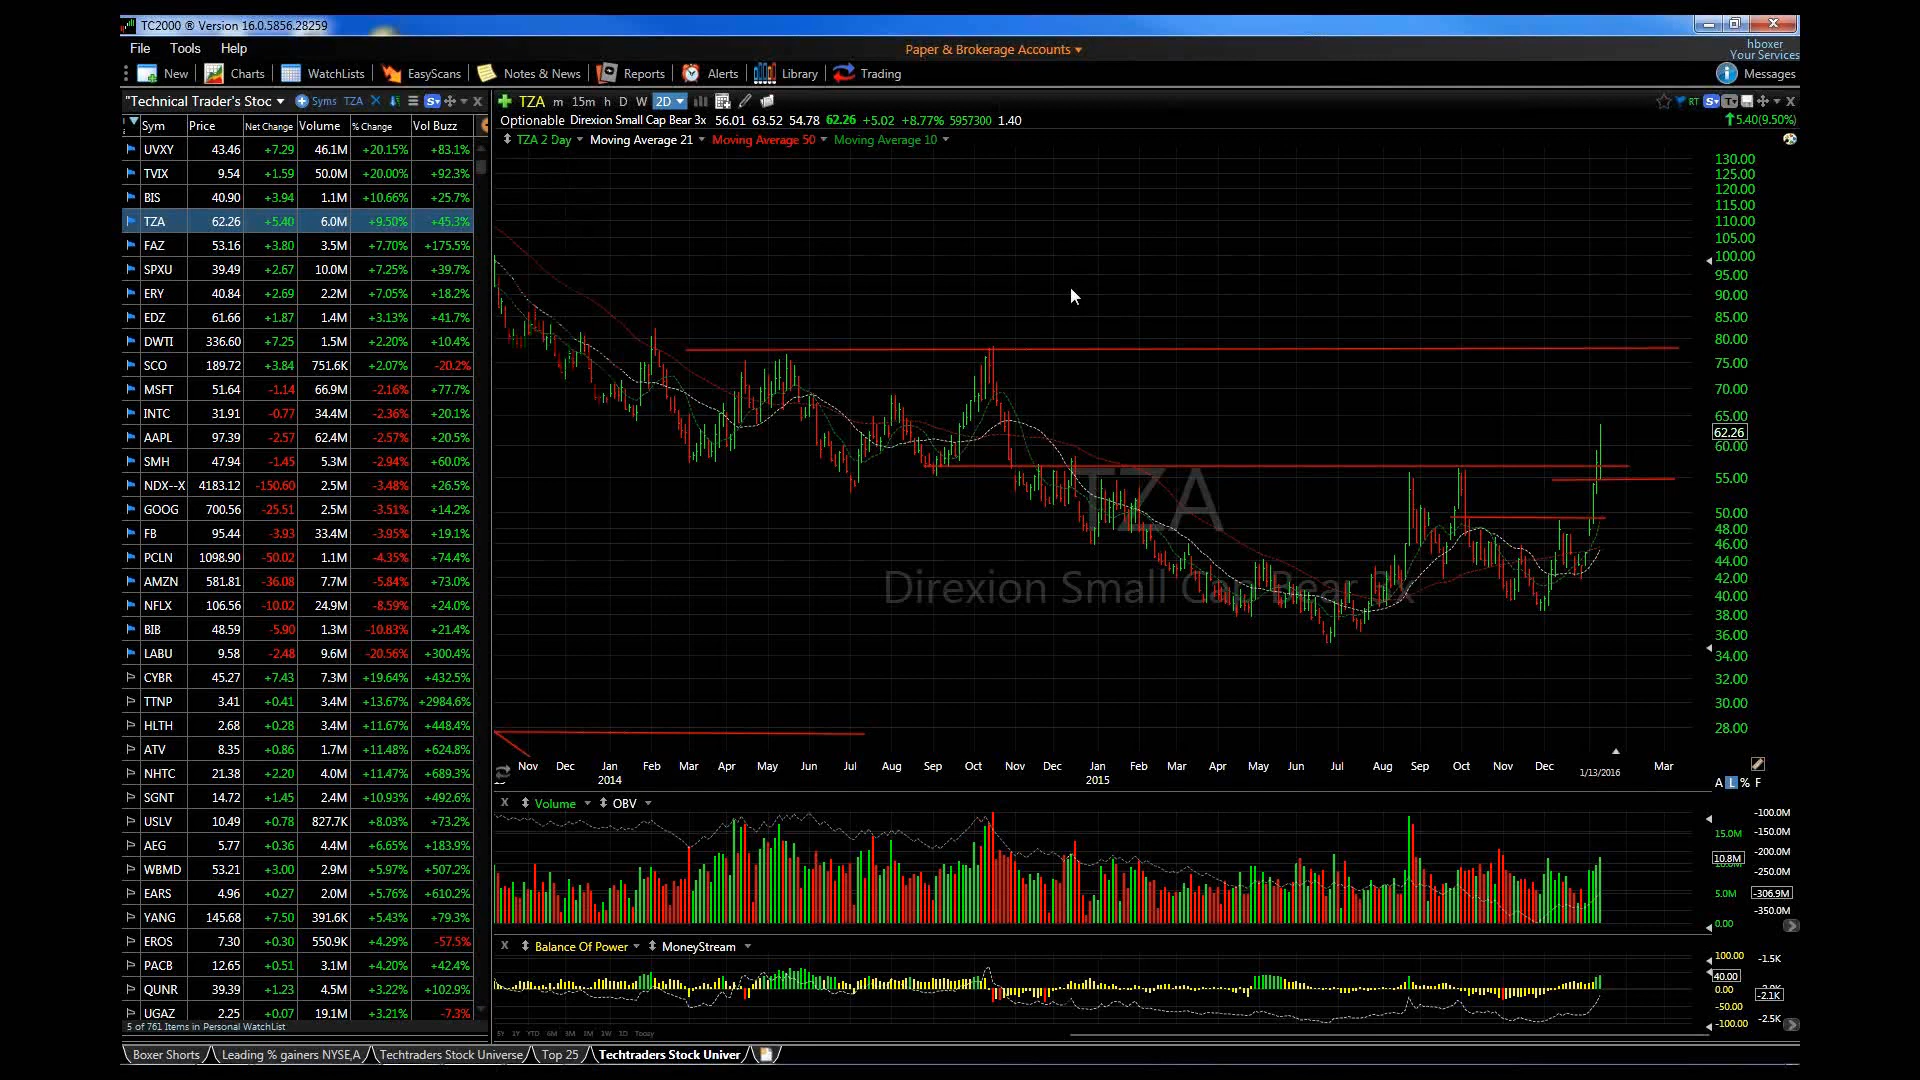 TC2000 ® Version 16.0.5856.28259
File Tools Help
Paper & Brokerage Accounts
hboxer
Your Services
New Charts WatchLists EasyScans Notes & News Reports Alerts Library Trading
Messages
"Technical Trader's Stoc Syms TZA
TZA m 15m h D W 2D
RT
Optionable Direxion Small Cap Bear 3x 56.01 63.52 54.78 62.26 +5.02 +8.77% 5957300 1.40
5.40(9.50%)
TZA 2 Day Moving Average 21 Moving Average 50 Moving Average 10
Sym Price Net Change Volume % Change Vol Buzz
UVXY 43.46 +7.29 46.1M +20.15% +83.1%
TVIX 9.54 +1.59 50.0M +20.00% +92.3%
BIS 40.90 +3.94 1.1M +10.66% +25.7%
TZA 62.26 +5.40 6.0M +9.50% +45.3%
FAZ 53.16 +3.80 3.5M +7.70% +175.5%
SPXU 39.49 +2.67 10.0M +7.25% +39.7%
ERY 40.84 +2.69 2.2M +7.05% +18.2%
EDZ 61.66 +1.87 1.4M +3.13% +41.7%
DWTI 336.60 +7.25 1.5M +2.20% +10.4%
SCO 189.72 +3.84 751.6K +2.07% -20.2%
MSFT 51.64 -1.14 66.9M -2.16% +77.7%
INTC 31.91 -0.77 34.4M -2.36% +20.1%
AAPL 97.39 -2.57 62.4M -2.57% +20.5%
SMH 47.94 -1.45 5.3M -2.94% +60.0%
NDX--X 4183.12 -150.60 2.5M -3.48% +26.5%
GOOG 700.56 -25.51 2.5M -3.51% +14.2%
FB 95.44 -3.93 33.4M -3.95% +19.1%
PCLN 1098.90 -50.02 1.1M -4.35% +74.4%
AMZN 581.81 -36.08 7.7M -5.84% +73.0%
NFLX 106.56 -10.02 24.9M -8.59% +24.0%
BIB 48.59 -5.90 1.3M -10.83% +21.4%
LABU 9.58 -2.48 9.6M -20.56% +300.4%
CYBR 45.27 +7.43 7.3M +19.64% +432.5%
TTNP 3.41 +0.41 3.4M +13.67% +2984.6%
HLTH 2.68 +0.28 3.4M +11.67% +448.4%
ATV 8.35 +0.86 1.7M +11.48% +624.8%
NHTC 21.38 +2.20 4.0M +11.47% +689.3%
SGNT 14.72 +1.45 2.4M +10.93% +492.6%
USLV 10.49 +0.78 827.7K +8.03% +73.2%
AEG 5.77 +0.36 4.4M +6.65% +183.9%
WBMD 53.21 +3.00 2.9M +5.97% +507.2%
EARS 4.96 +0.27 2.0M +5.76% +610.2%
YANG 145.68 +7.50 391.6K +5.43% +79.3%
EROS 7.30 +0.30 550.9K +4.29% -57.5%
PACB 12.65 +0.51 3.1M +4.20% +42.4%
QUNR 39.39 +1.23 4.5M +3.22% +102.9%
UGAZ 2.25 +0.07 19.1M +3.21% -7.3%
5 of 761 Items in Personal WatchList
TZA
Direxion Small Cap Bear 3x
130.00
125.00
120.00
115.00
110.00
105.00
100.00
95.00
90.00
85.00
80.00
75.00
70.00
65.00
62.26
60.00
55.00
50.00
48.00
46.00
44.00
42.00
40.00
38.00
36.00
34.00
32.00
30.00
28.00
Nov Dec Jan Feb Mar Apr May Jun Jul Aug Sep Oct Nov Dec Jan Feb Mar Apr May Jun Jul Aug Sep Oct Nov Dec 1/13/2016 Mar
2014 2015
A L % F
Volume OBV
15.0M
10.8M
5.0M
0.00
-100.0M
-150.0M
-200.0M
-250.0M
-306.9M
-350.0M
Balance Of Power MoneyStream
100.00
40.00
0.00
-50.00
-100.00
-1.5K
-2.1K
-2.5K
5Y 1Y YTD 6M 3M 1M 1W 1D Today
Boxer Shorts Leading % gainers NYSE,A Techtraders Stock Universe Top 25 Techtraders Stock Univer